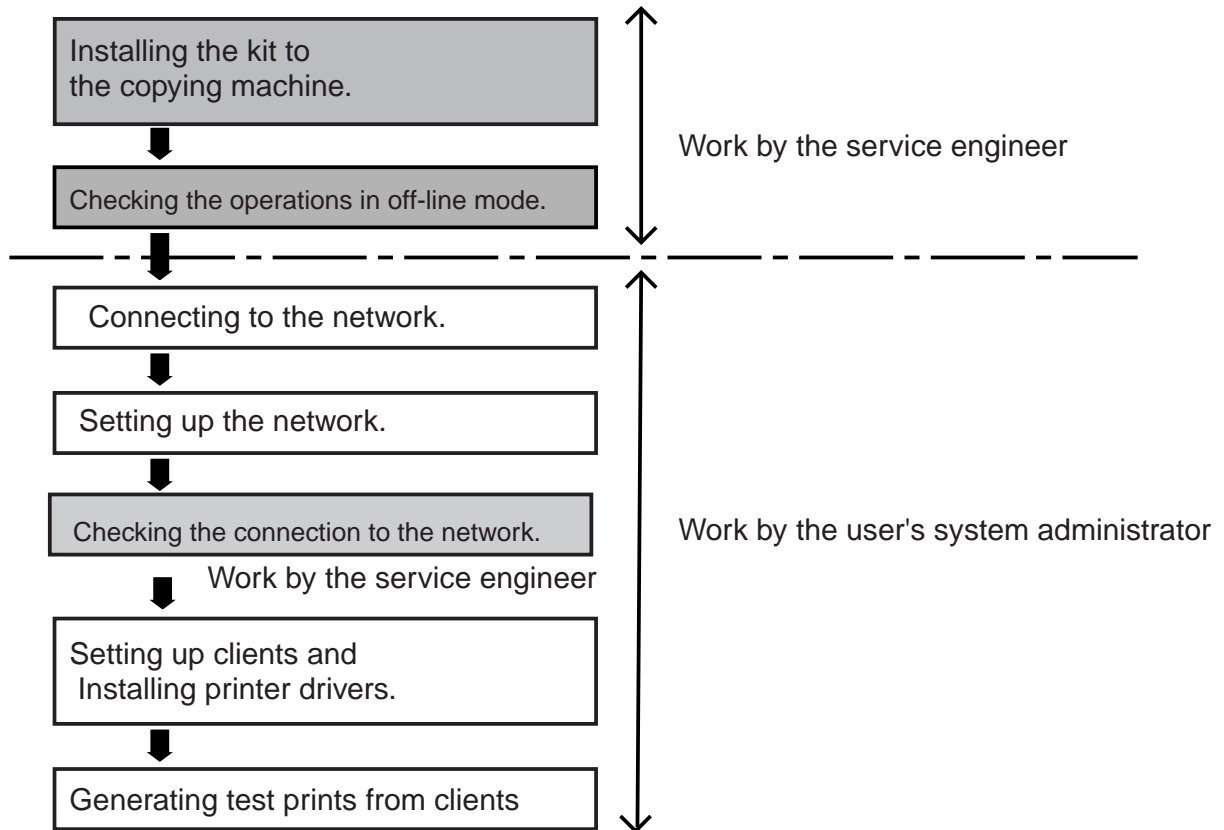 Installing the kit to
the copying machine.
Work by the service engineer
Checking the operations in off-line mode.
Connecting to the network.
Setting up the network.
Checking the connection to the network.
Work by the user's system administrator
Work by the service engineer
Setting up clients and
Installing printer drivers.
Generating test prints from clients